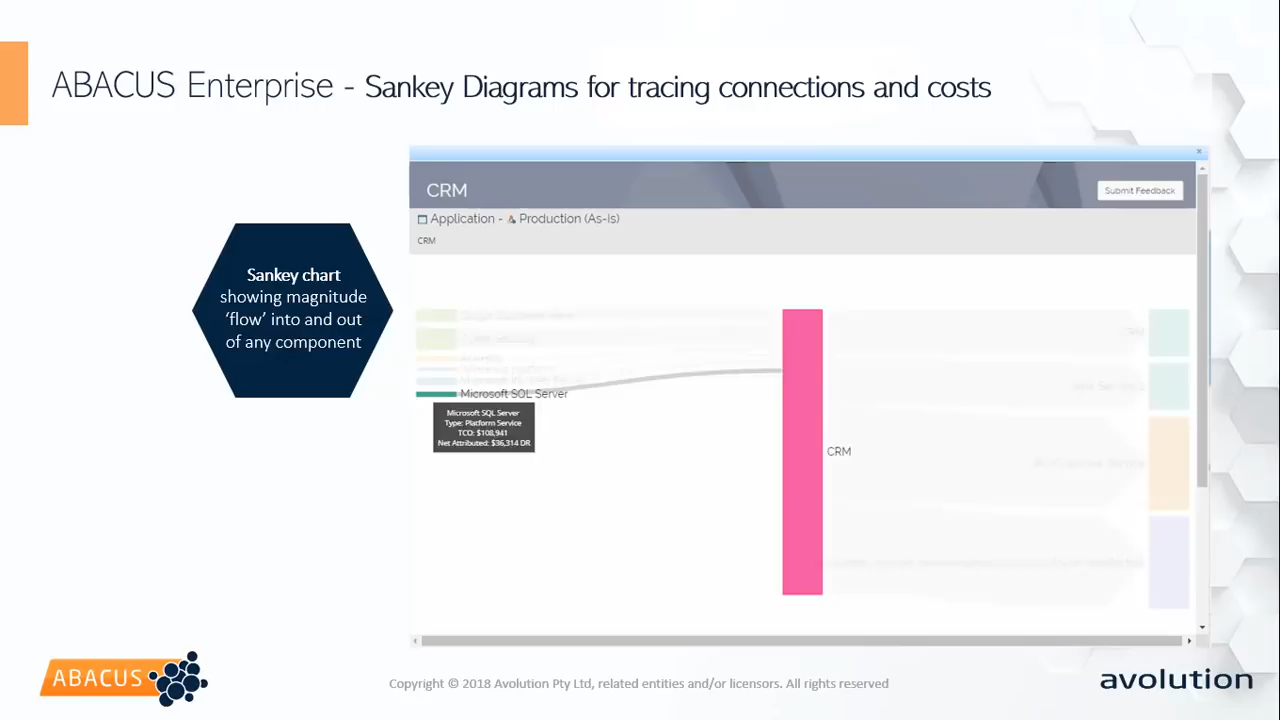 ABACUS Enterprise - Sankey Diagrams for tracing connections and costs
Sankey chart
showing magnitude
‘flow’ into and out
of any component
CRM
Submit Feedback
Application - Production (As-Is)
CRM
Microsoft SQL Server
Microsoft SQL Server
Type: Platform Service
TCO: $108,941
Net Attributed: $36,314 DR
CRM
CRM
ABACUS
Copyright © 2018 Avolution Pty Ltd, related entities and/or licensors. All rights reserved
avolution